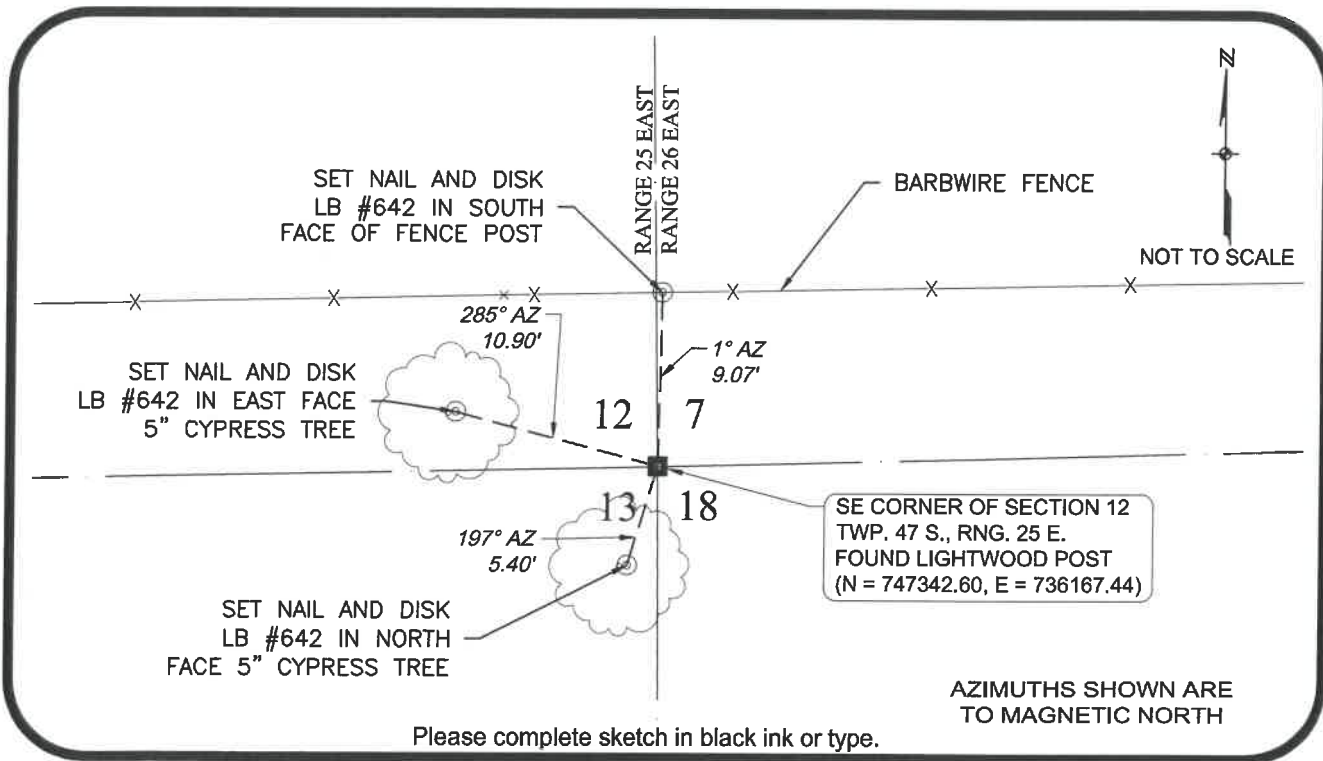 RANGE 25 EAST
RANGE 26 EAST
N
NOT TO SCALE
SET NAIL AND DISK
LB #642 IN SOUTH
FACE OF FENCE POST
BARBWIRE FENCE
X X X X X X X
285° AZ
10.90'
1° AZ
9.07'
SET NAIL AND DISK
LB #642 IN EAST FACE
5" CYPRESS TREE
12 7
13 18
197° AZ
5.40'
SE CORNER OF SECTION 12
TWP. 47 S., RNG. 25 E.
FOUND LIGHTWOOD POST
(N = 747342.60, E = 736167.44)
SET NAIL AND DISK
LB #642 IN NORTH
FACE 5" CYPRESS TREE
AZIMUTHS SHOWN ARE
TO MAGNETIC NORTH
Please complete sketch in black ink or type.